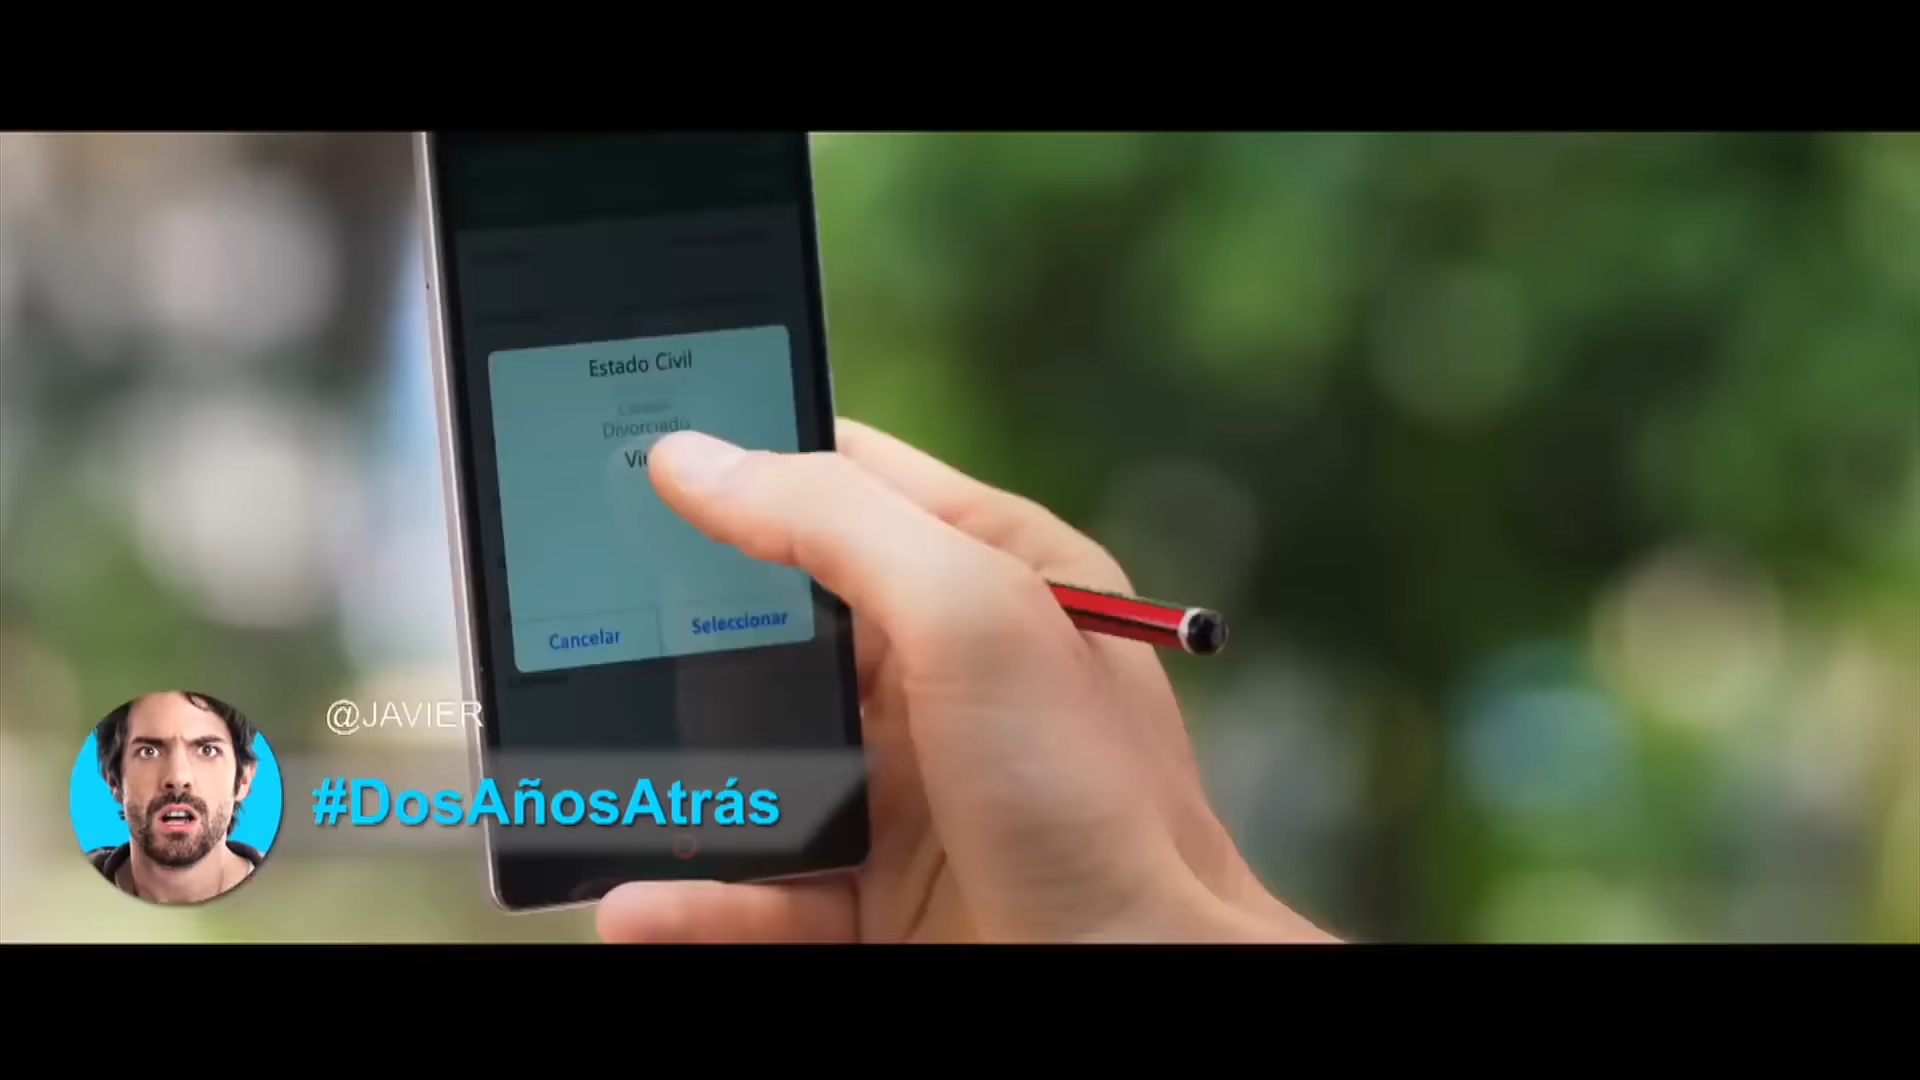 Estado Civil
Divorciado
Cancelar
Seleccionar
@JAVIER
#DosAñosAtrás